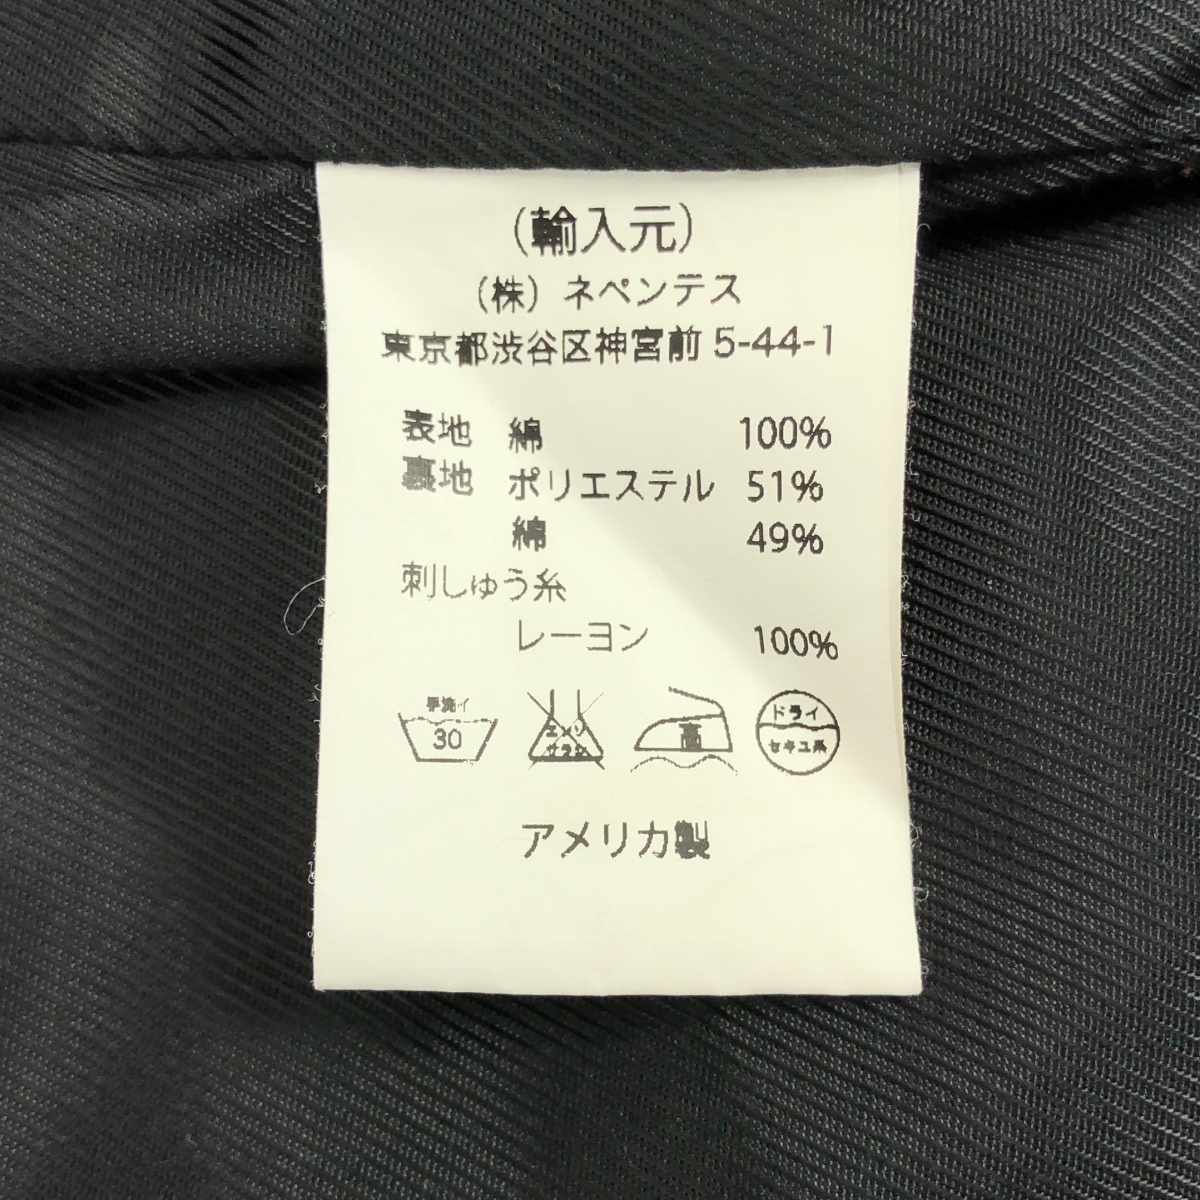 (輸入元)
(株) ネペンテス
東京都渋谷区神宮前 5-44-1
表地 綿 100%
裏地 ポリエステル 51%
綿 49%
刺しゅう糸
レーヨン 100%
手洗イ
30
エンソ
サラシ
高
ドライ
セキユ系
アメリカ製